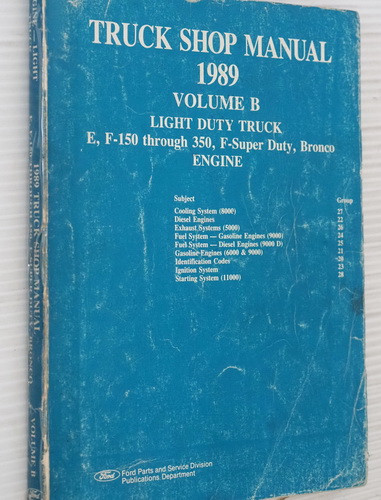 TRUCK SHOP MANUAL
1989
VOLUME B
LIGHT DUTY TRUCK
E, F-150 through 350, F-Super Duty, Bronco
ENGINE
Subject Group
Cooling System (8000) 27
Diesel Engines 22
Exhaust Systems (5000) 26
Fuel System — Gasoline Engines (9000) 24
Fuel System — Diesel Engines (9000 D) 25
Gasoline Engines (6000 & 9000) 21
Identification Codes 20
Ignition System 23
Starting System (11000) 28
Ford
Ford Parts and Service Division
Publications Department
LIGHT
1989 TRUCK SHOP MANUAL
VOLUME B
Ford